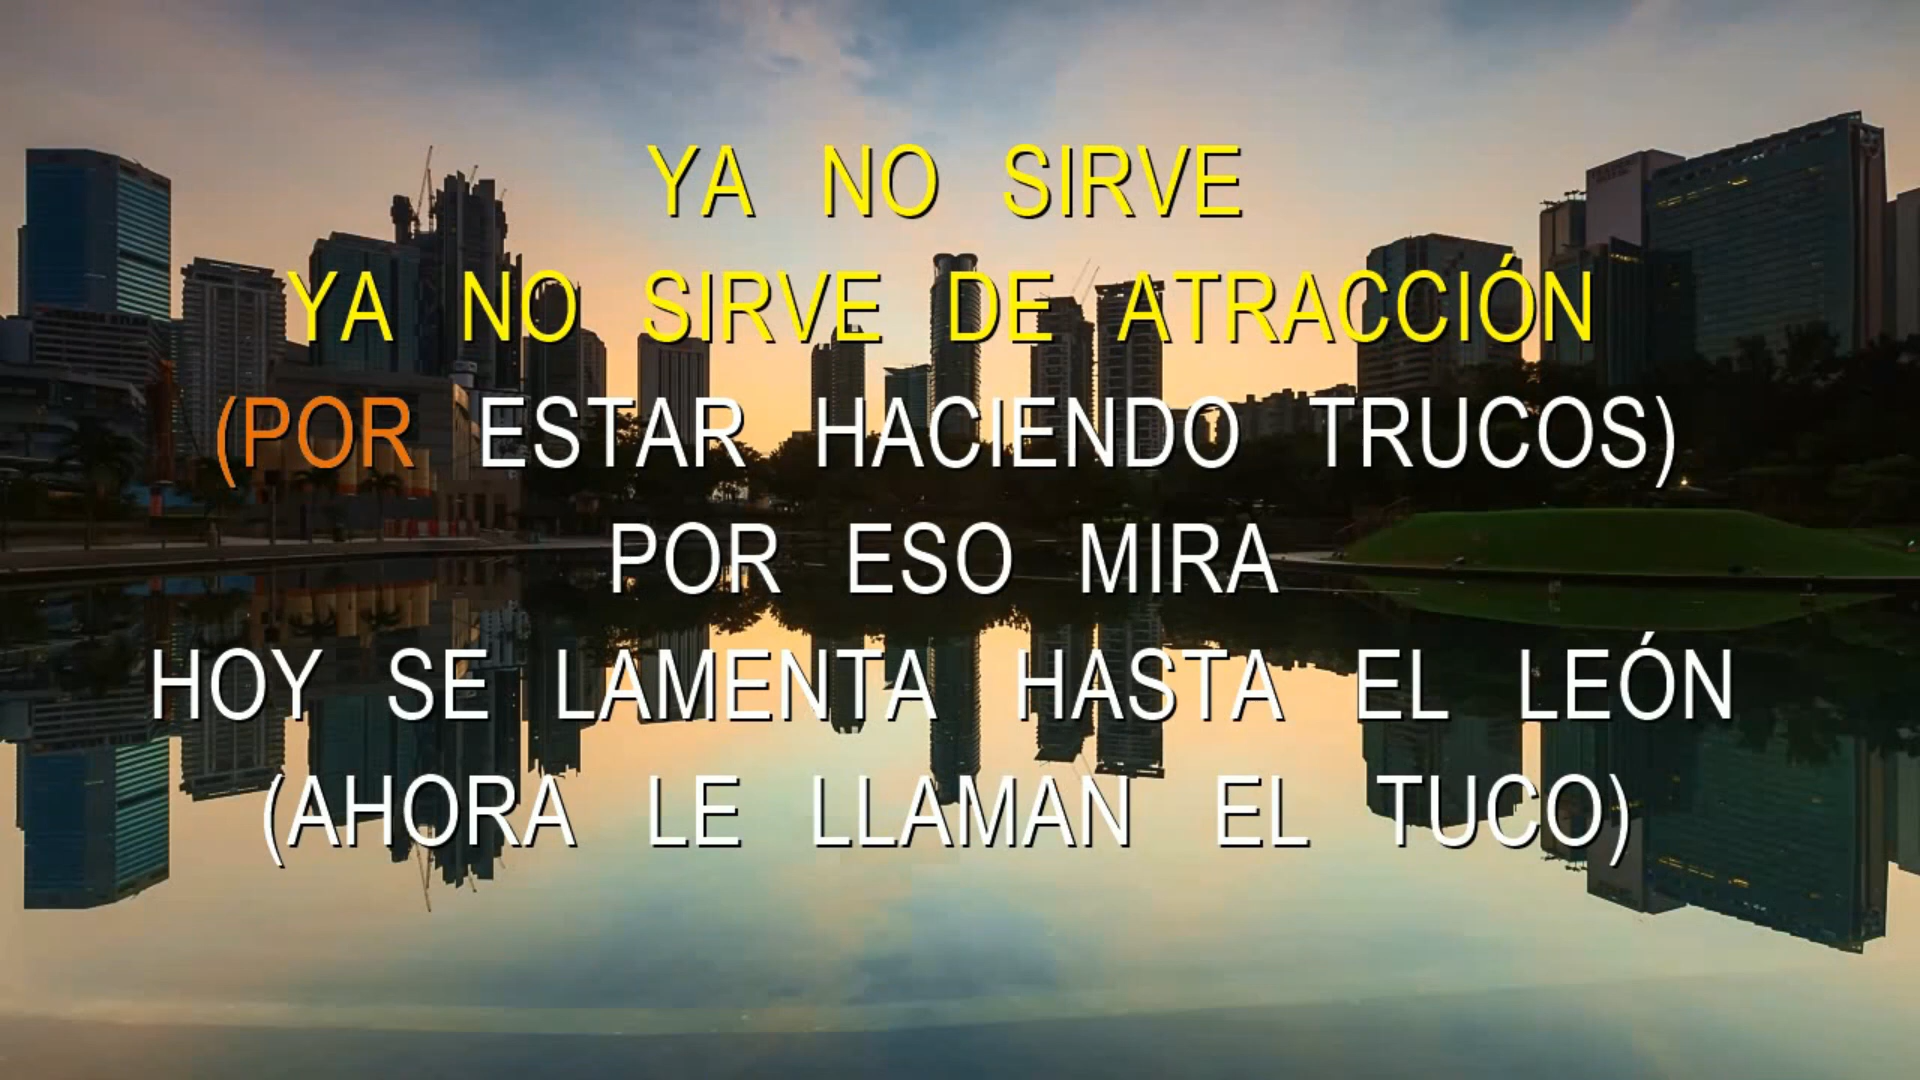 YA NO SIRVE
YA NO SIRVE DE ATRACCIÓN
(POR ESTAR HACIENDO TRUCOS)
POR ESO MIRA
HOY SE LAMENTA HASTA EL LEÓN
(AHORA LE LLAMAN EL TUCO)